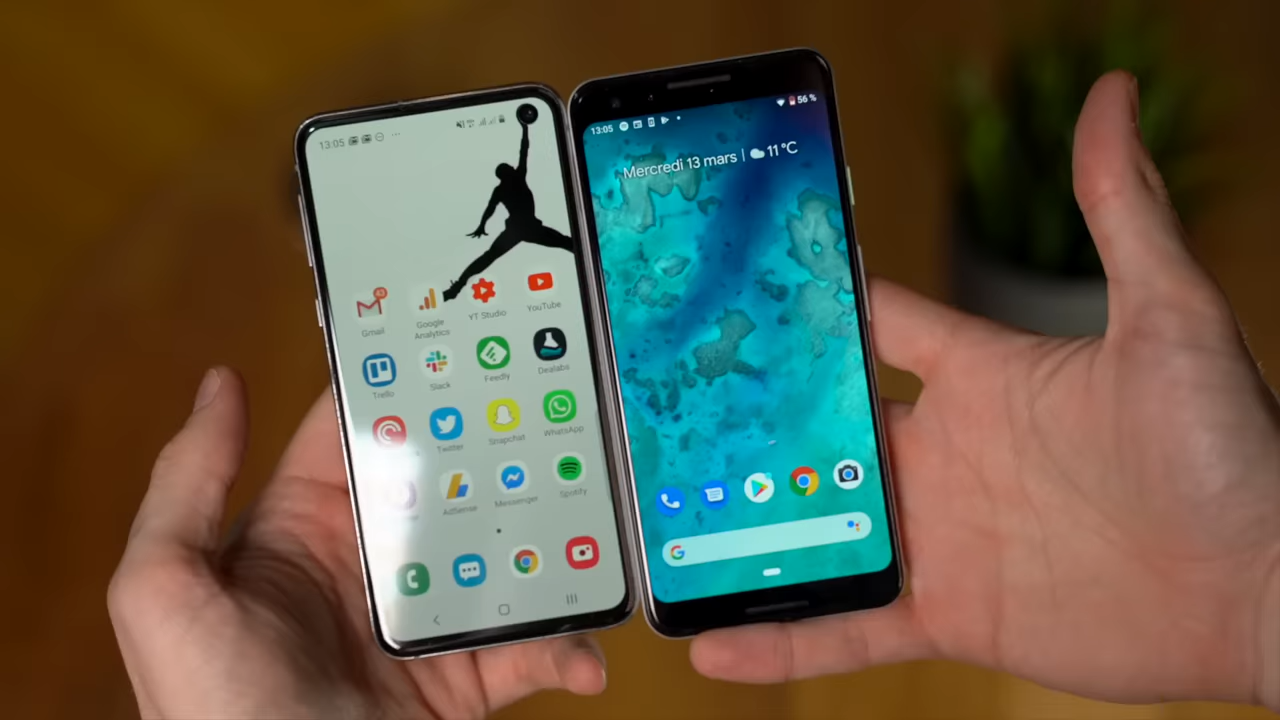 13:05
43
Gmail
Google
Analytics
YT Studio
YouTube
Trello
Slack
Feedly
Dealabs
Twitter
Snapchat
WhatsApp
AdSense
Messenger
Spotify
13:05
56 %
Mercredi 13 mars | 11 °C
G